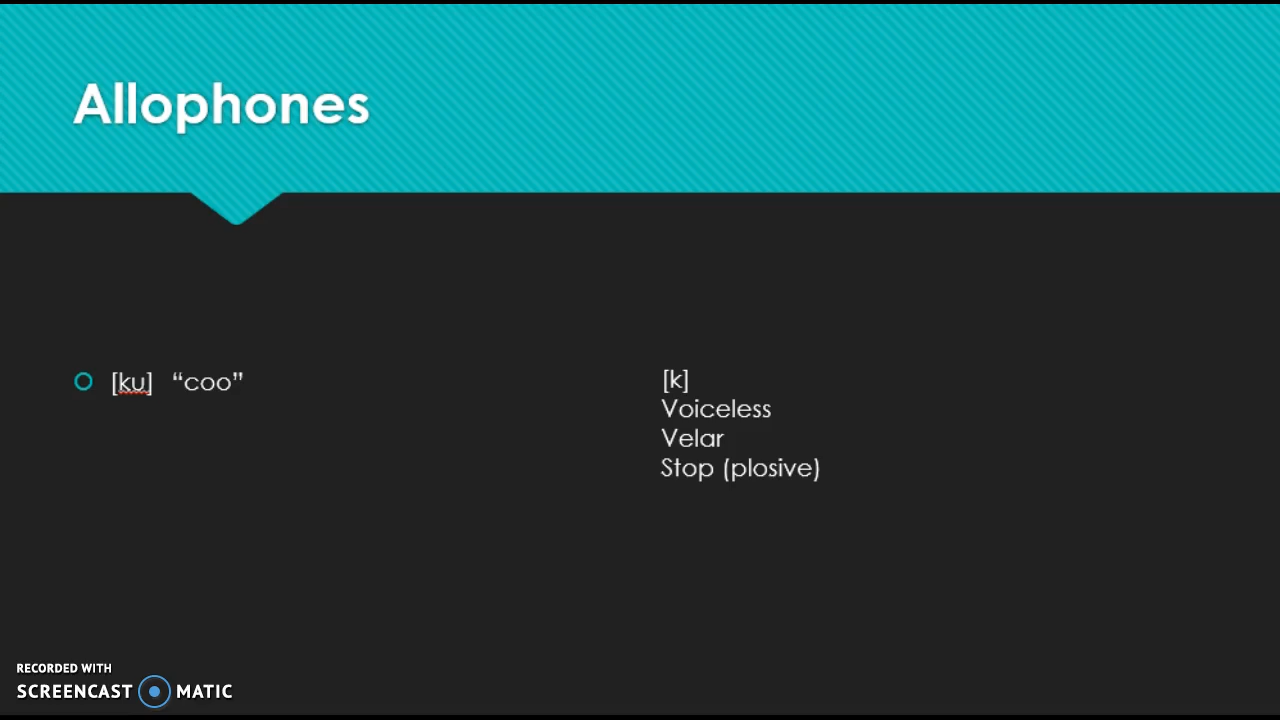 Allophones
[ku] “coo”
[k]
Voiceless
Velar
Stop (plosive)
RECORDED WITH
SCREENCAST MATIC